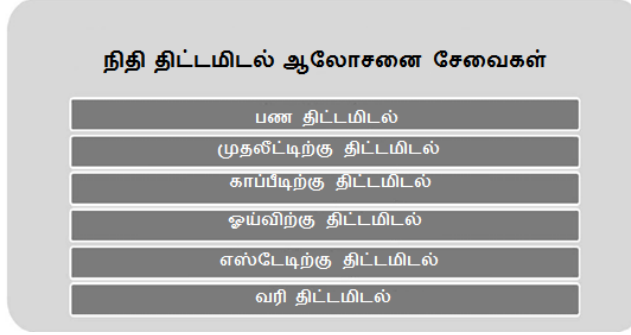 நிதி திட்டமிடல் ஆலோசனை சேவைகள்
பண திட்டமிடல்
முதலீட்டிற்கு திட்டமிடல்
காப்பீடிற்கு திட்டமிடல்
ஓய்விற்கு திட்டமிடல்
எஸ்டேடிற்கு திட்டமிடல்
வரி திட்டமிடல்